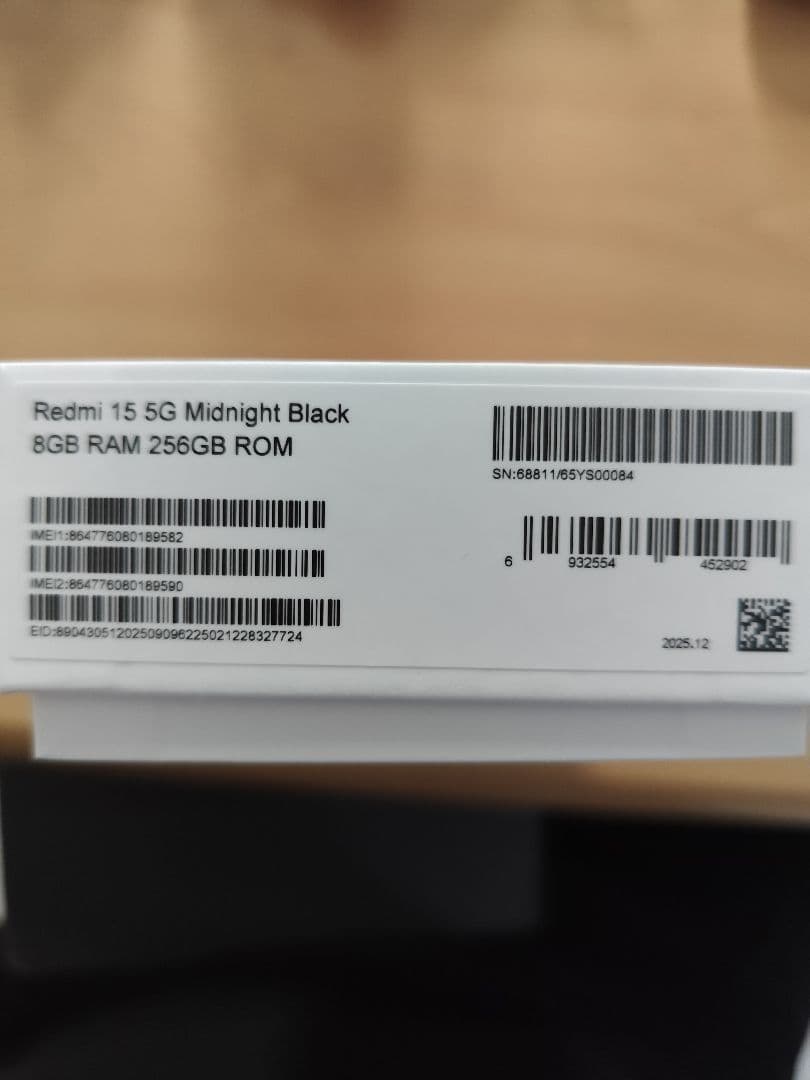 Redmi 15 5G Midnight Black
8GB RAM 256GB ROM
IMEI1:864776080189582
IMEI2:864776080189590
EID:89043051202509096225021228327724
SN:68811/65YS00084
6 932554 452902
2025.12